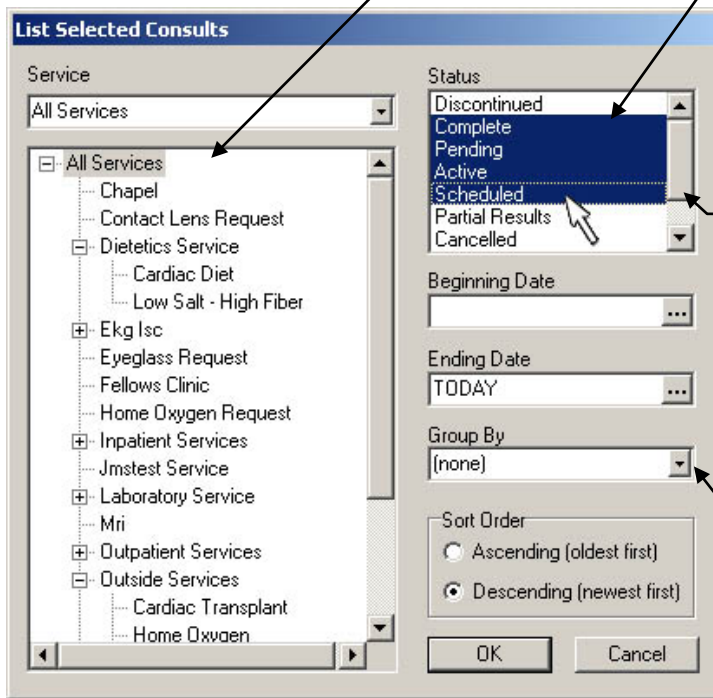 List Selected Consults
Service
All Services
All Services
Chapel
Contact Lens Request
Dietetics Service
Cardiac Diet
Low Salt - High Fiber
Ekg Isc
Eyeglass Request
Fellows Clinic
Home Oxygen Request
Inpatient Services
Jmstest Service
Laboratory Service
Mri
Outpatient Services
Outside Services
Cardiac Transplant
Home Oxygen
Status
Discontinued
Complete
Pending
Active
Scheduled
Partial Results
Cancelled
Beginning Date
...
Ending Date
TODAY ...
Group By
(none)
Sort Order
Ascending (oldest first)
Descending (newest first)
OK Cancel